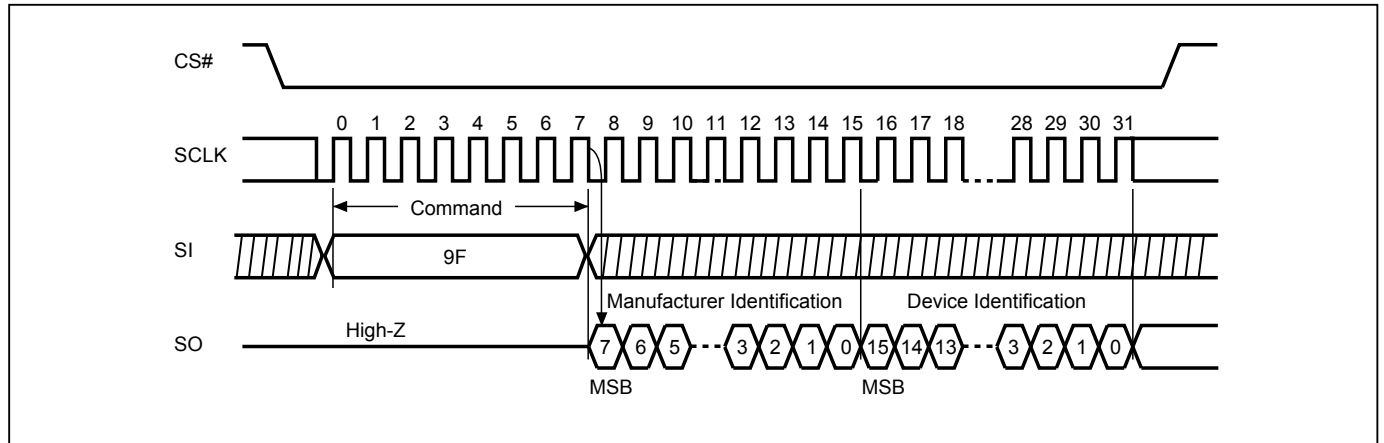 CS#
0 1 2 3 4 5 6 7 8 9 10 11 12 13 14 15 16 17 18 28 29 30 31
SCLK
Command
SI
9F
Manufacturer Identification Device Identification
High-Z
SO
7 6 5 3 2 1 0 15 14 13 3 2 1 0
MSB MSB